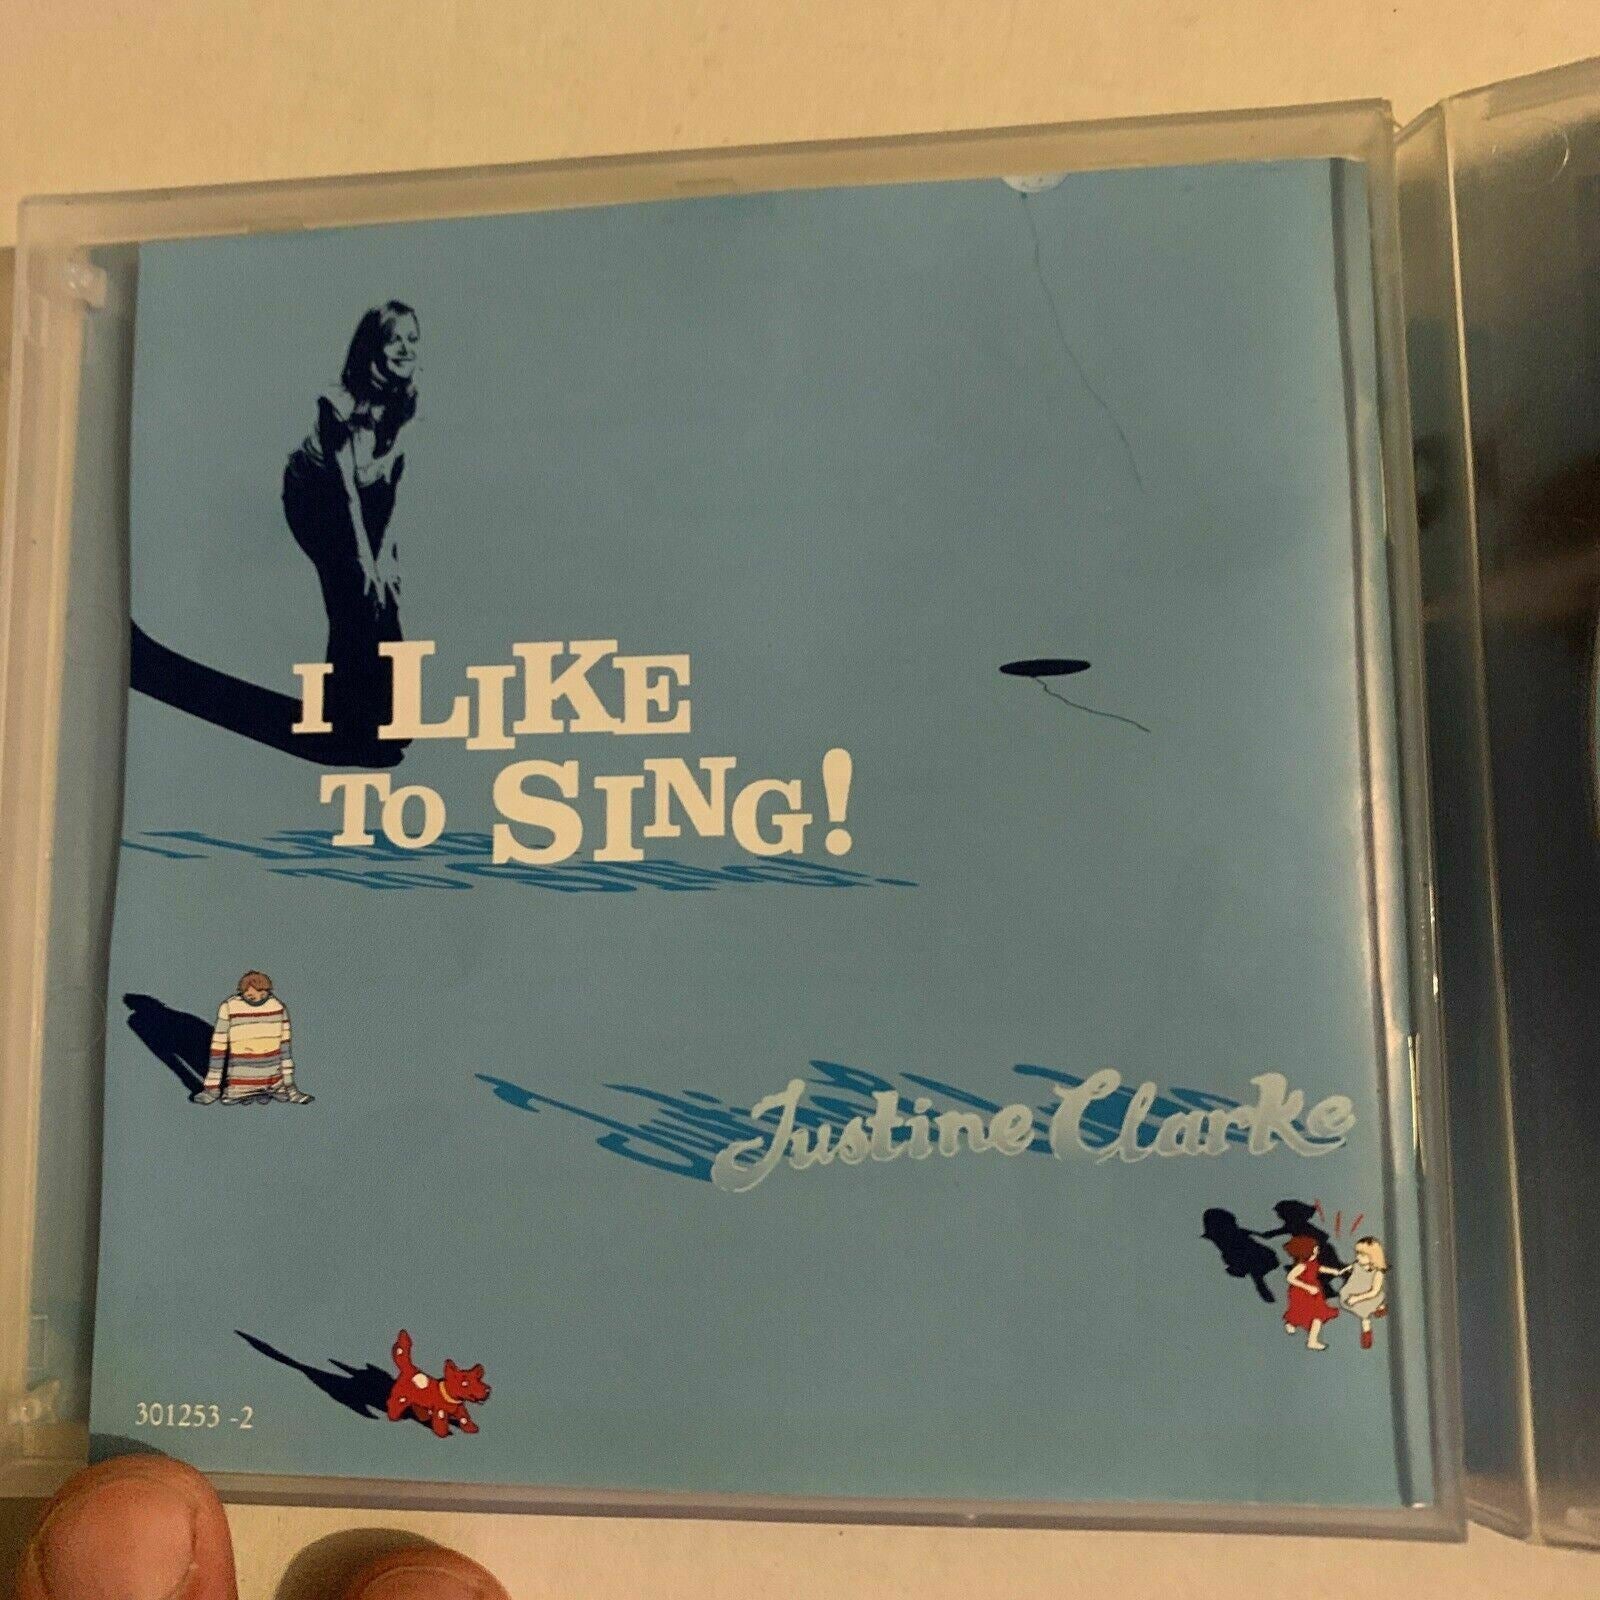 I LIKE
TO SING!
Justine Clarke
301253 -2